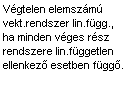 Végtelen elemszámú
vekt.rendszer lin.függ.,
ha minden véges rész
rendszere lin.független
ellenkező esetben függő.